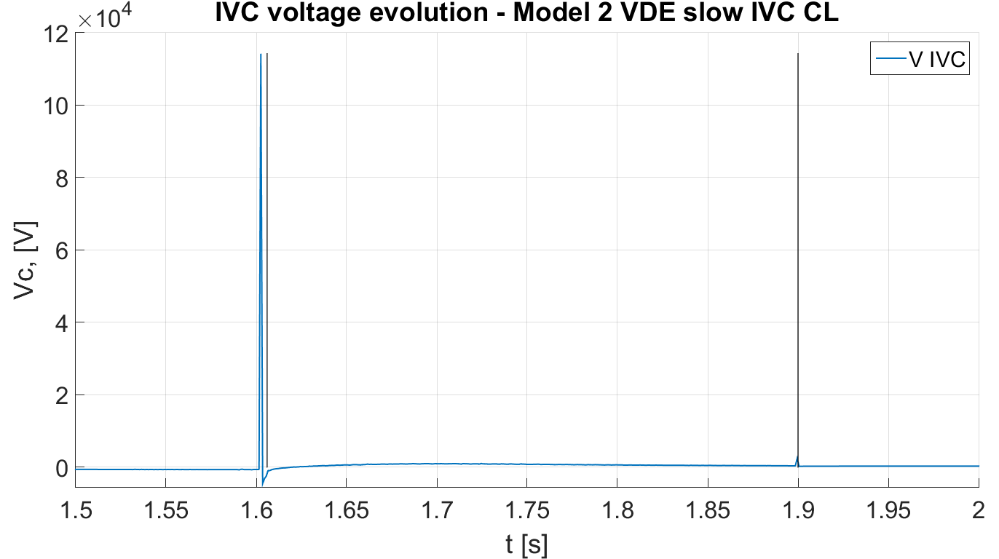 IVC voltage evolution - Model 2 VDE slow IVC CL
×10⁴
V IVC
12
10
8
6
4
2
0
Vc, [V]
1.5 1.55 1.6 1.65 1.7 1.75 1.8 1.85 1.9 1.95 2
t [s]